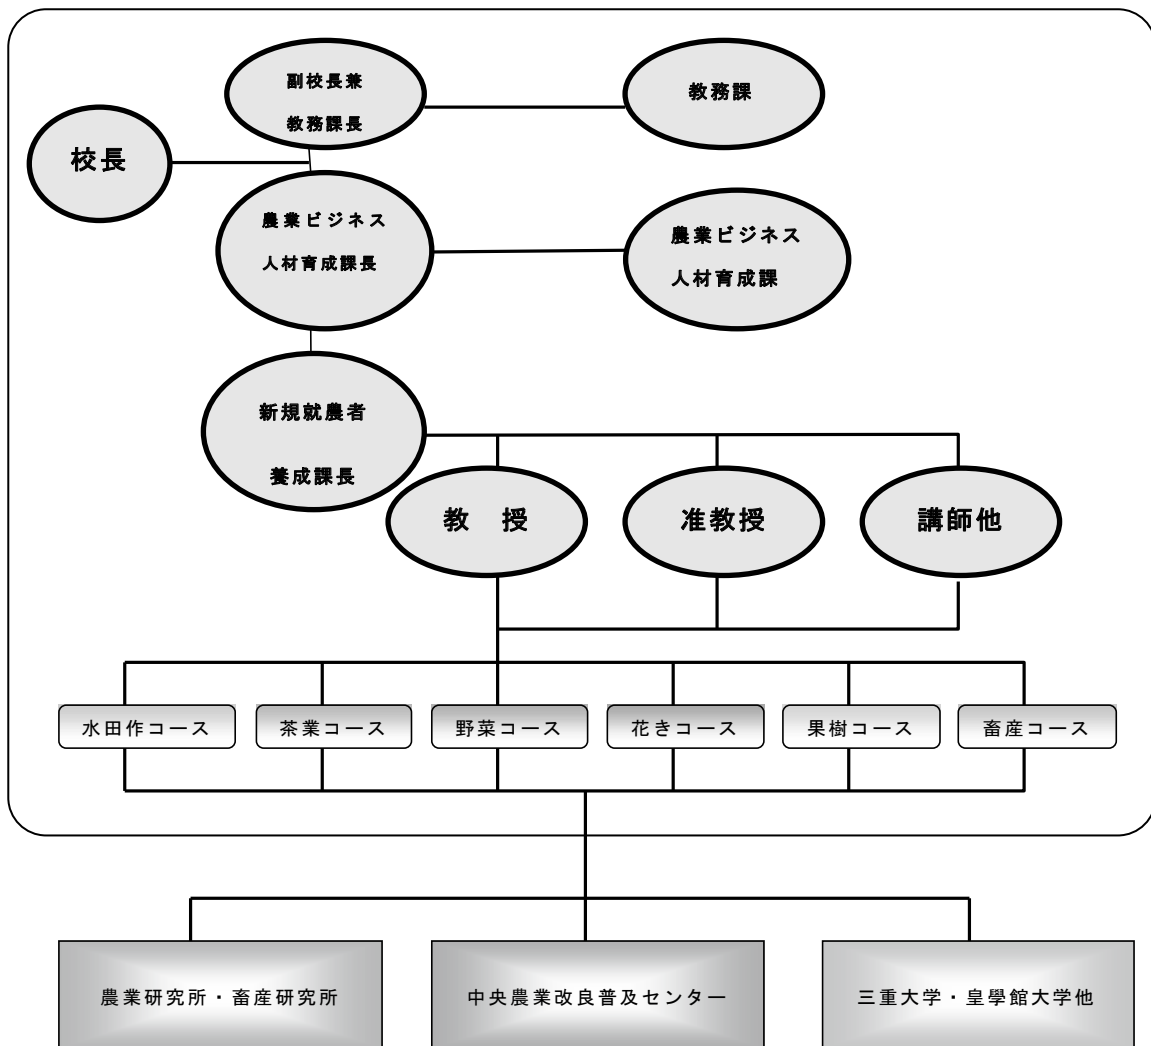 副校長兼
教務課長
教務課
校長
農業ビジネス
人材育成課長
農業ビジネス
人材育成課
新規就農者
養成課長
教　授
准教授
講師他
水田作コース
茶業コース
野菜コース
花きコース
果樹コース
畜産コース
農業研究所・畜産研究所
中央農業改良普及センター
三重大学・皇學館大学他